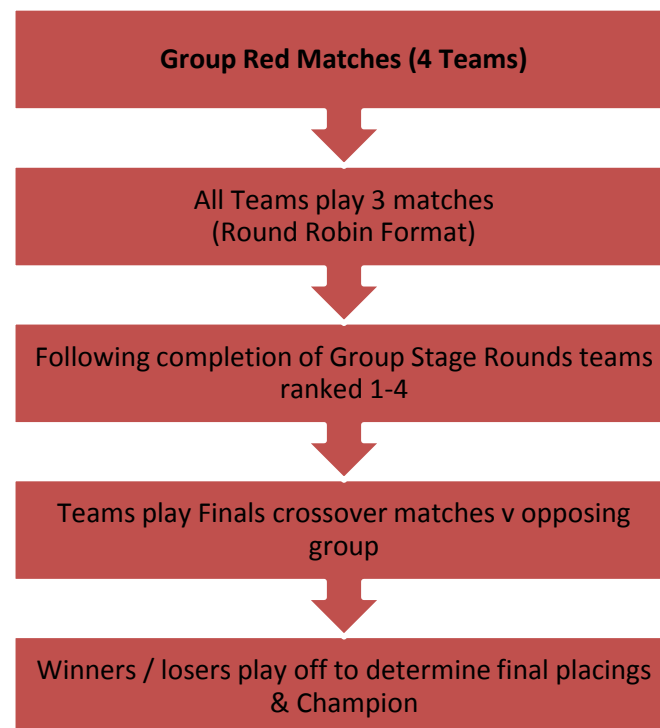 Group Red Matches (4 Teams)
All Teams play 3 matches
(Round Robin Format)
Following completion of Group Stage Rounds teams
ranked 1-4
Teams play Finals crossover matches v opposing
group
Winners / losers play off to determine final placings
& Champion